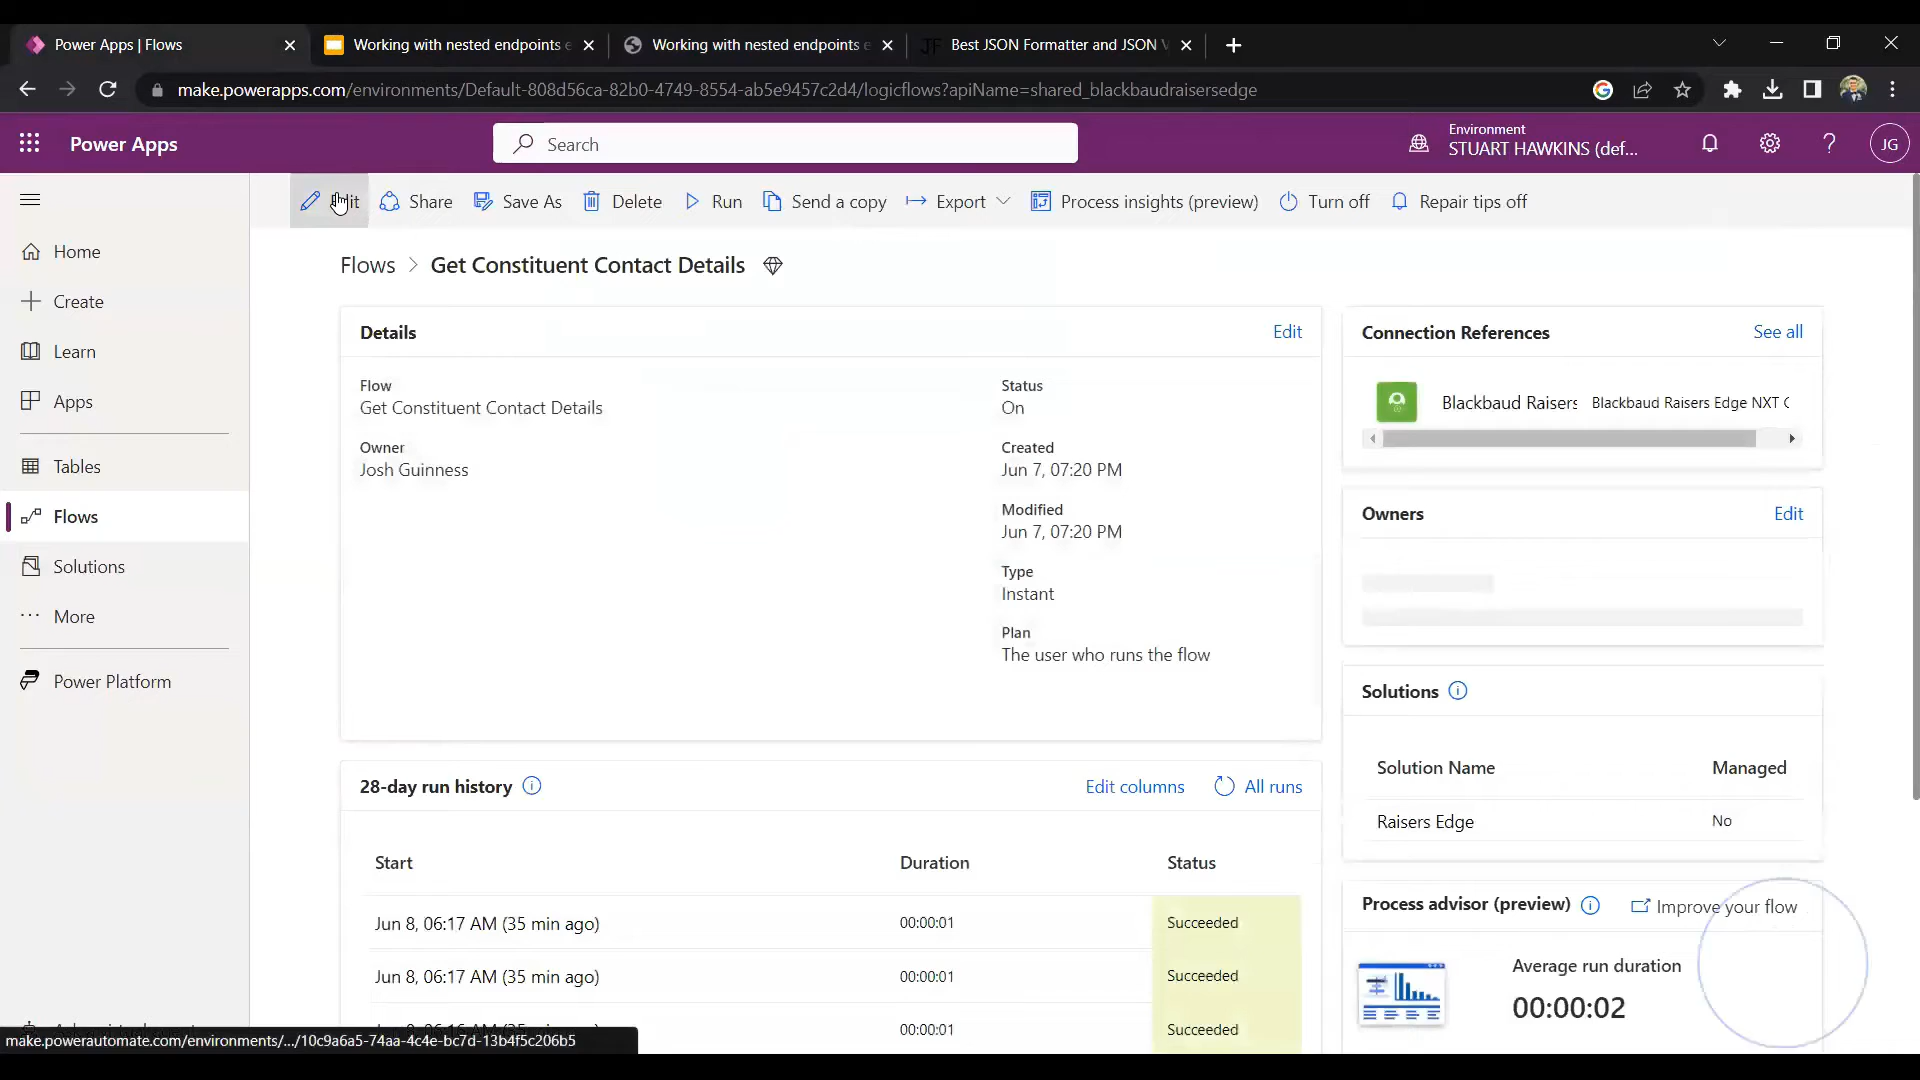 Power Apps | Flows
Working with nested endpoints e
Working with nested endpoints e
JF Best JSON Formatter and JSON V
make.powerapps.com/environments/Default-808d56ca-82b0-4749-8554-ab5e9457c2d4/logicflows?apiName=shared_blackbaudraisersedge
Power Apps
Search
Environment
STUART HAWKINS (def...
JG
Share
Save As
Delete
Run
Send a copy
Export
Process insights (preview)
Turn off
Repair tips off
Home
Create
Learn
Apps
Tables
Flows
Solutions
More
Power Platform
Flows > Get Constituent Contact Details
Details
Edit
Flow
Get Constituent Contact Details
Owner
Josh Guinness
Status
On
Created
Jun 7, 07:20 PM
Modified
Jun 7, 07:20 PM
Type
Instant
Plan
The user who runs the flow
Connection References
See all
Blackbaud Raisers
Blackbaud Raisers Edge NXT C
Owners
Edit
Solutions
Solution Name
Managed
Raisers Edge
No
28-day run history
Edit columns
All runs
Start
Duration
Status
Jun 8, 06:17 AM (35 min ago)
00:00:01
Succeeded
Jun 8, 06:17 AM (35 min ago)
00:00:01
Succeeded
00:00:01
Succeeded
Process advisor (preview)
Improve your flow
Average run duration
00:00:02
make.powerautomate.com/environments/.../10c9a6a5-74aa-4c4e-bc7d-13b4f5c206b5